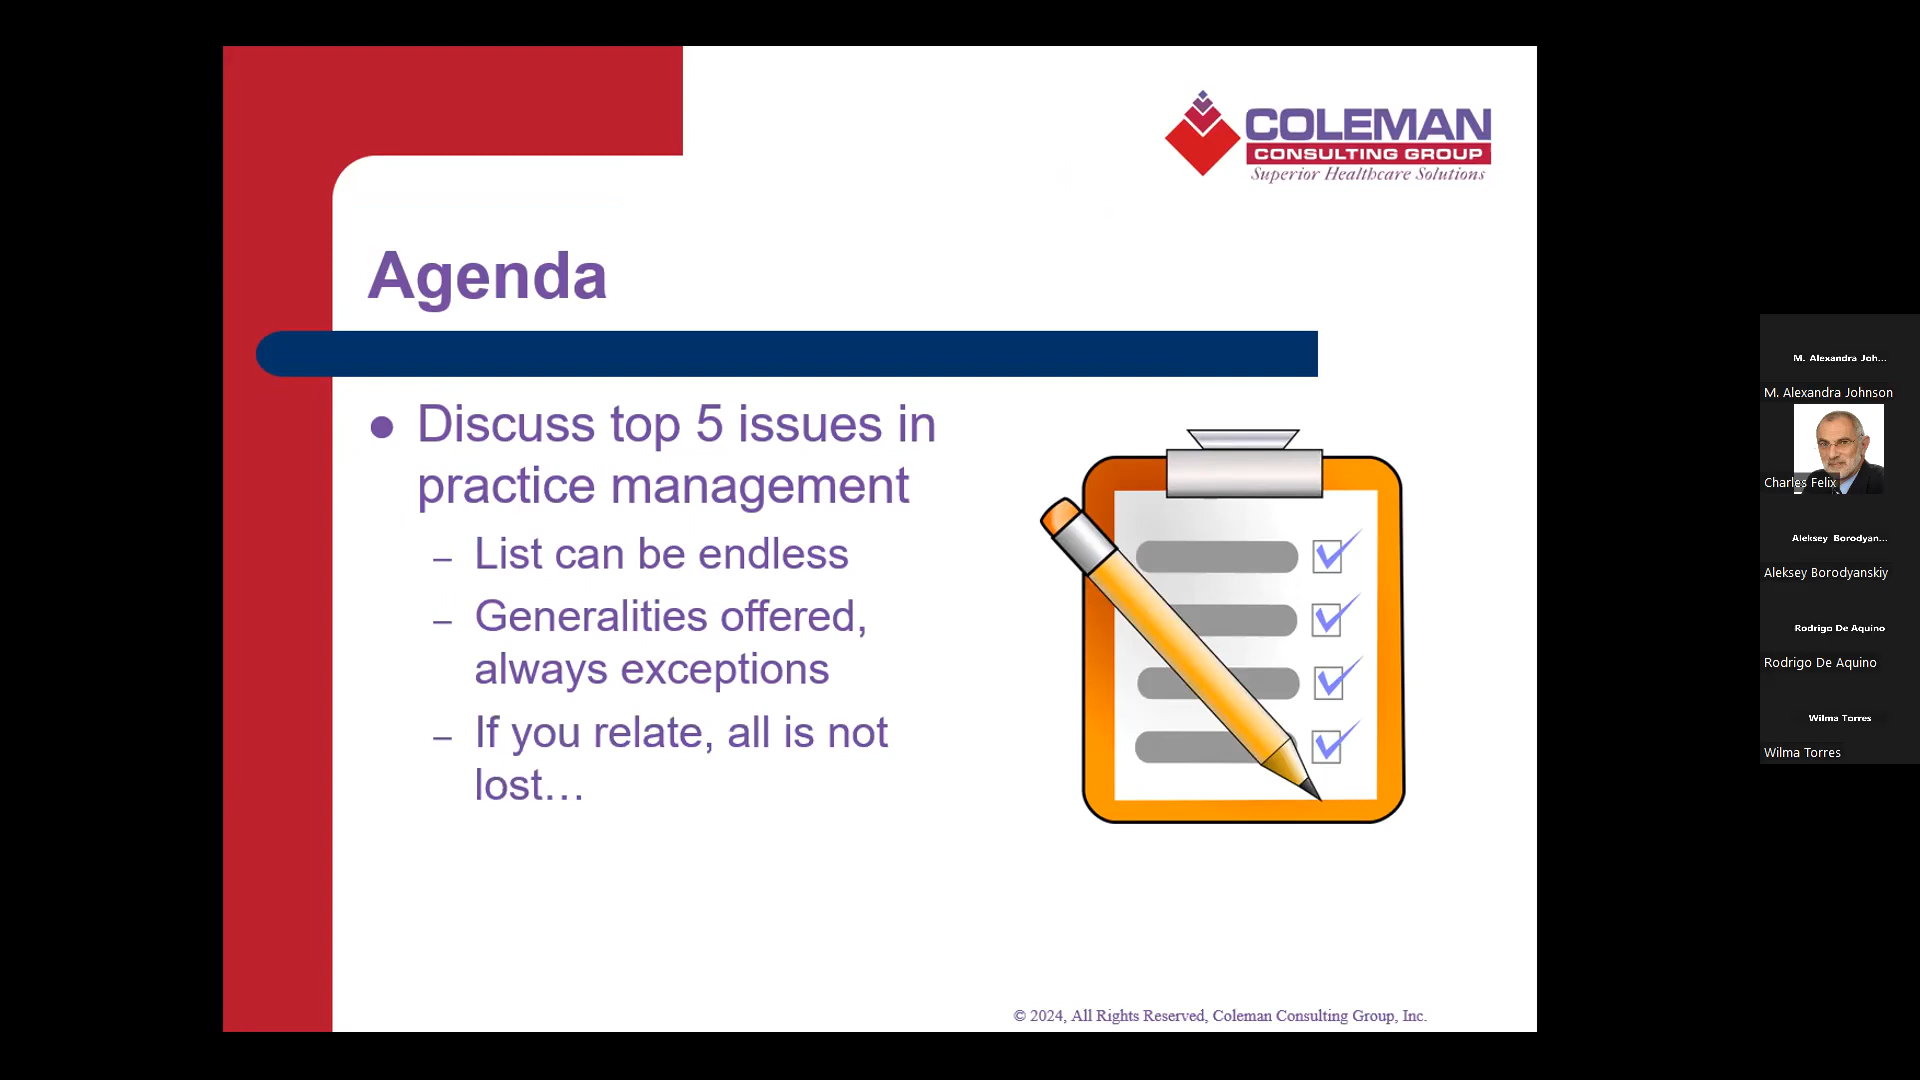 COLEMAN
CONSULTING GROUP
Superior Healthcare Solutions
Agenda
● Discuss top 5 issues in
practice management
– List can be endless
– Generalities offered,
always exceptions
– If you relate, all is not
lost…
© 2024, All Rights Reserved, Coleman Consulting Group, Inc.
M. Alexandra Joh...
M. Alexandra Johnson
Charles Felix
Aleksey Borodyan...
Aleksey Borodyanskiy
Rodrigo De Aquino
Rodrigo De Aquino
Wilma Torres
Wilma Torres